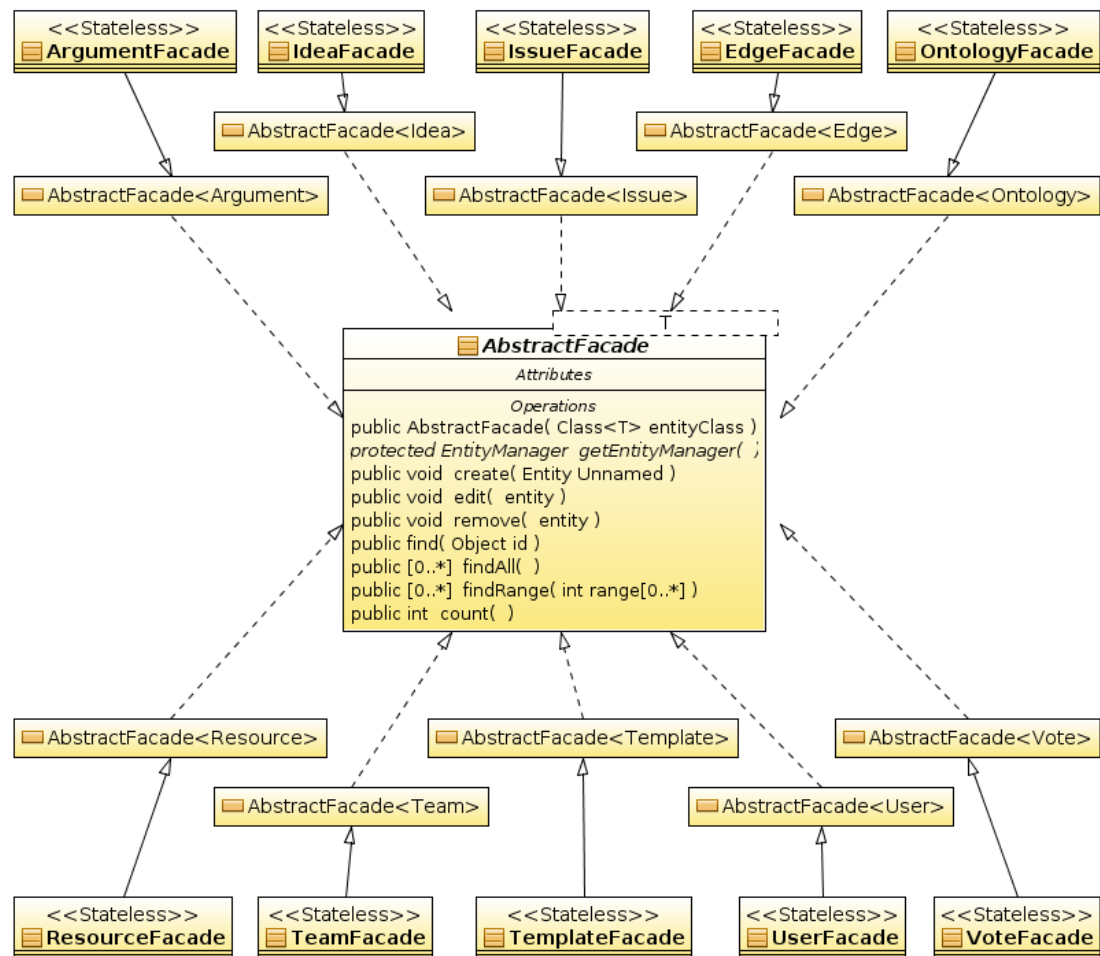 <<Stateless>>
ArgumentFacade
<<Stateless>>
IdeaFacade
<<Stateless>>
IssueFacade
<<Stateless>>
EdgeFacade
<<Stateless>>
OntologyFacade
AbstractFacade<Idea>
AbstractFacade<Edge>
AbstractFacade<Argument>
AbstractFacade<Issue>
AbstractFacade<Ontology>
T
AbstractFacade
Attributes
Operations
public AbstractFacade( Class<T> entityClass )
protected EntityManager getEntityManager( )
public void create( Entity Unnamed )
public void edit( entity )
public void remove( entity )
public find( Object id )
public [0..*] findAll( )
public [0..*] findRange( int range[0..*] )
public int count( )
AbstractFacade<Resource>
AbstractFacade<Template>
AbstractFacade<Vote>
AbstractFacade<Team>
AbstractFacade<User>
<<Stateless>>
ResourceFacade
<<Stateless>>
TeamFacade
<<Stateless>>
TemplateFacade
<<Stateless>>
UserFacade
<<Stateless>>
VoteFacade